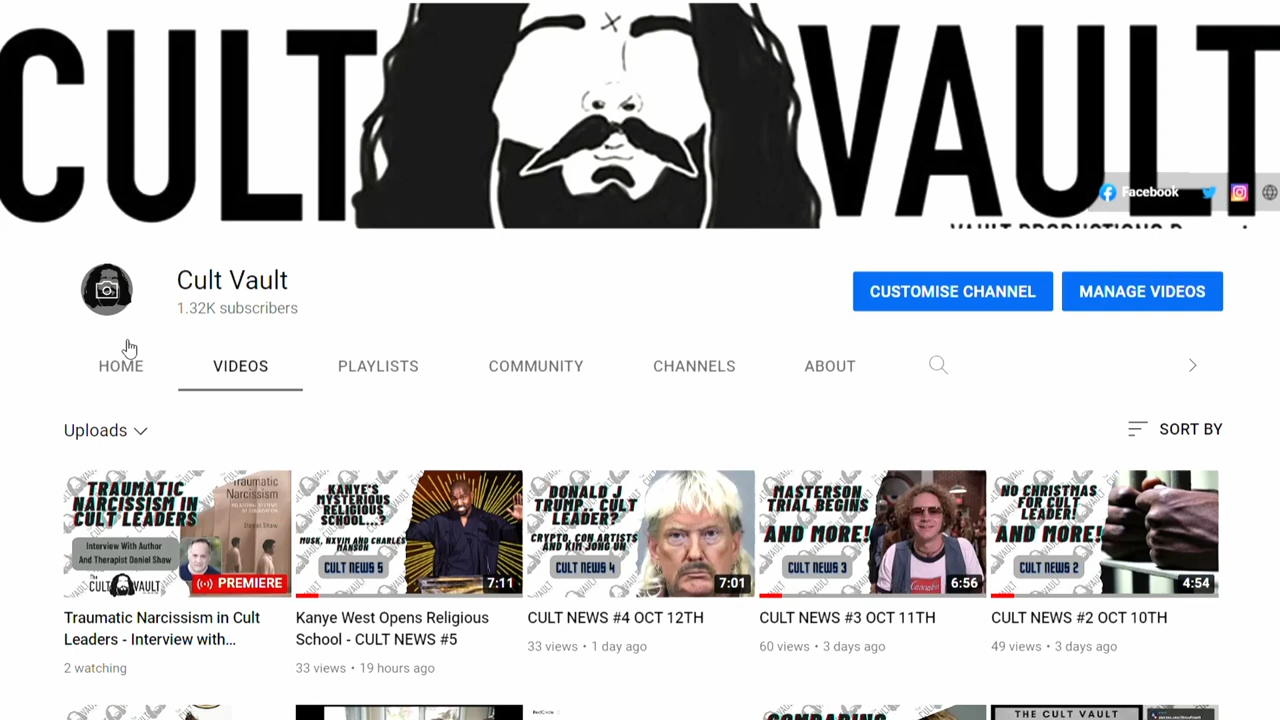 CULT VAULT
Facebook
Cult Vault
1.32K subscribers
CUSTOMISE CHANNEL
MANAGE VIDEOS
HOME
VIDEOS
PLAYLISTS
COMMUNITY
CHANNELS
ABOUT
Uploads
SORT BY
TRAUMATIC
NARCISSISM IN
CULT LEADERS
Interview With Author
And Therapist Daniel Shaw
The
CULT VAULT
Traumatic
Narcissism
Daniel Shaw
PREMIERE
KANYE'S
MYSTERIOUS
RELIGIOUS
SCHOOL...?
MUSK, NXIVM AND CHARLES
MANSON
CULT NEWS 5
7:11
DONALD J
TRUMP.. CULT
LEADER?
CRYPTO, CON ARTISTS
AND KIM JONG UN
CULT NEWS 4
7:01
MASTERSON
TRIAL BEGINS
AND MORE!
CULT NEWS 3
6:56
NO CHRISTMAS
FOR CULT
LEADER!
AND MORE!
CULT NEWS 2
4:54
Traumatic Narcissism in Cult
Leaders - Interview with...
2 watching
Kanye West Opens Religious
School - CULT NEWS #5
33 views • 19 hours ago
CULT NEWS #4 OCT 12TH
33 views • 1 day ago
CULT NEWS #3 OCT 11TH
60 views • 3 days ago
CULT NEWS #2 OCT 10TH
49 views • 3 days ago
RedCircle
THE CULT VAULT